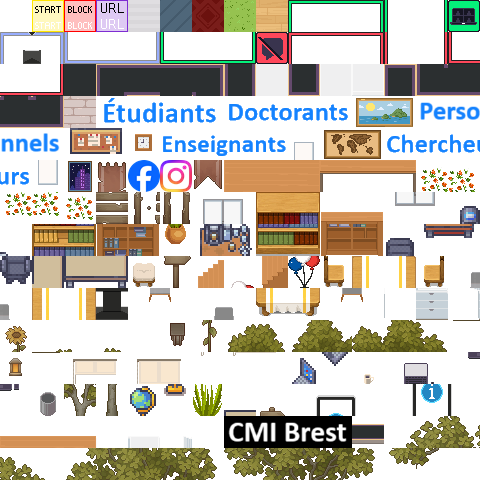 START BLOCK URL
START BLOCK URL
Étudiants Doctorants Perso
nnels Enseignants Chercheu
urs
CMI Brest